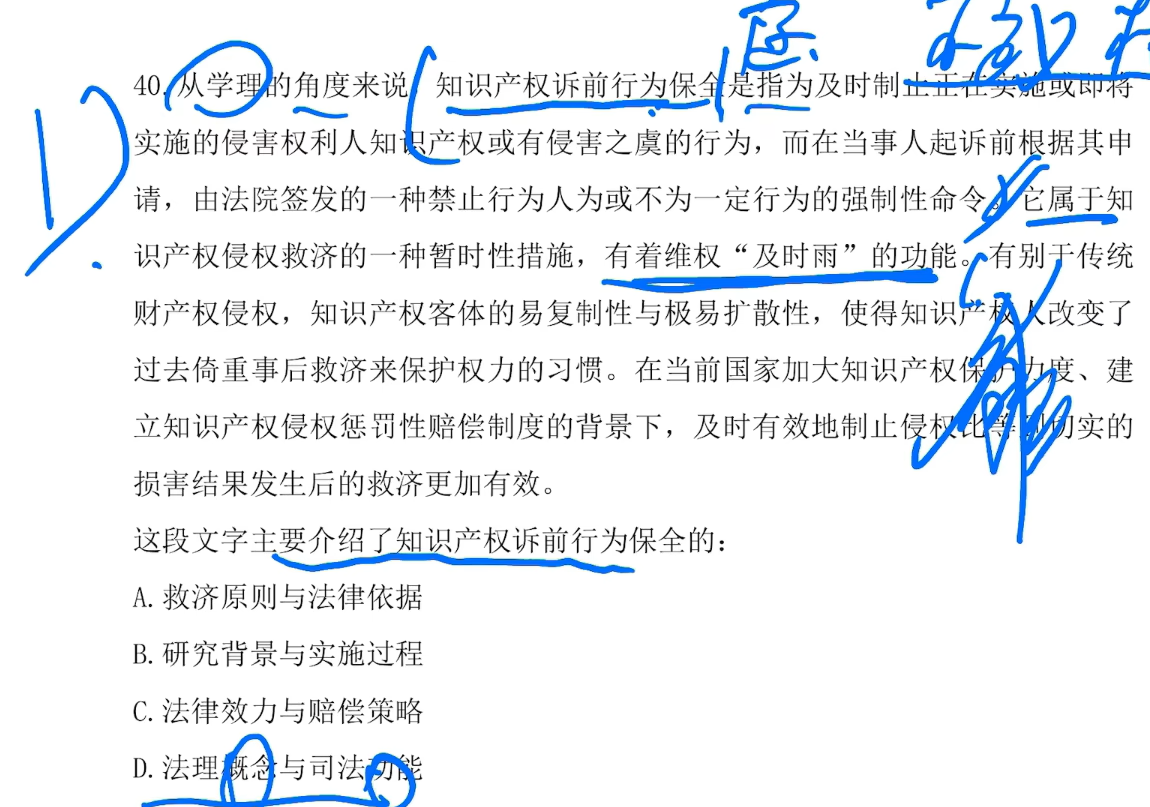 40. 从学理的角度来说，知识产权诉前行为保全是指为及时制止正在实施或即将
实施的侵害权利人知识产权或有侵害之虞的行为，而在当事人起诉前根据其申
请，由法院签发的一种禁止行为人为或不为一定行为的强制性命令。它属于知
识产权侵权救济的一种暂时性措施，有着维权“及时雨”的功能。有别于传统
财产权侵权，知识产权客体的易复制性与极易扩散性，使得知识产权人改变了
过去倚重事后救济来保护权力的习惯。在当前国家加大知识产权保护力度、建
立知识产权侵权惩罚性赔偿制度的背景下，及时有效地制止侵权比等到切实的
损害结果发生后的救济更加有效。
这段文字主要介绍了知识产权诉前行为保全的：
A. 救济原则与法律依据
B. 研究背景与实施过程
C. 法律效力与赔偿策略
D. 法理概念与司法功能
D.